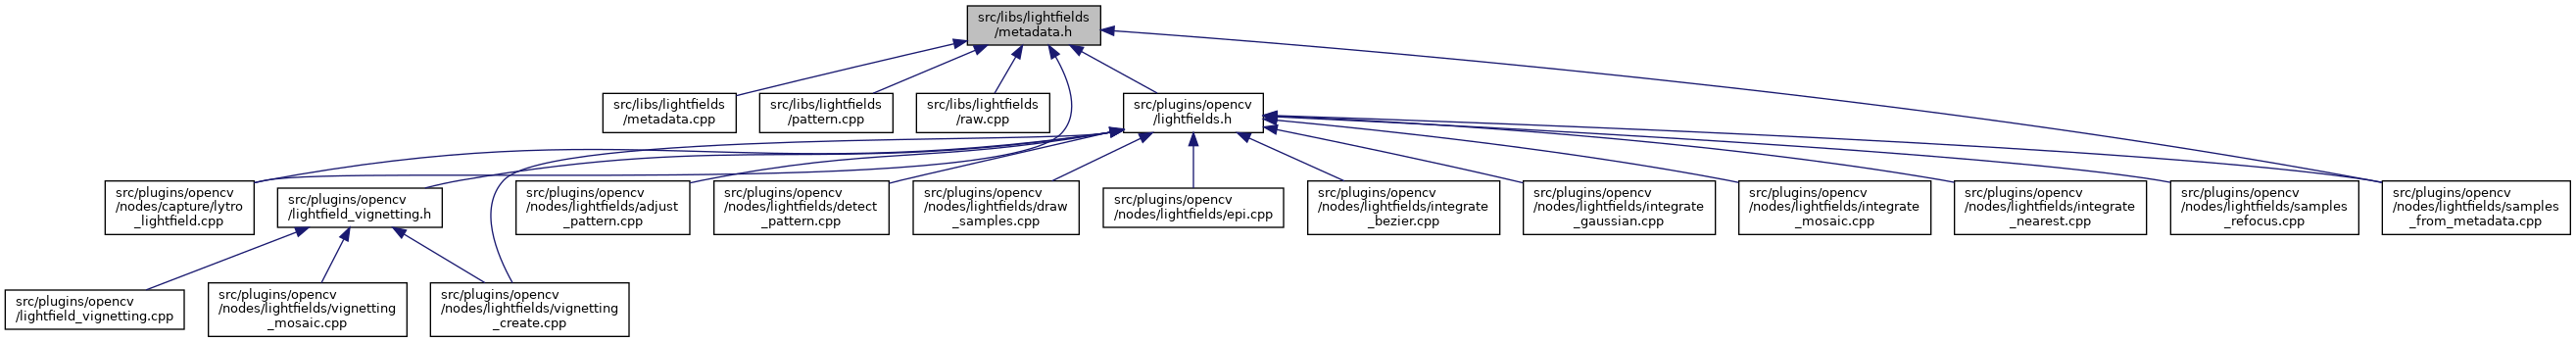 src/libs/lightfields
/metadata.h
src/libs/lightfields
/metadata.cpp
src/libs/lightfields
/pattern.cpp
src/libs/lightfields
/raw.cpp
src/plugins/opencv
/lightfields.h
src/plugins/opencv
/nodes/capture/lytro
_lightfield.cpp
src/plugins/opencv
/lightfield_vignetting.h
src/plugins/opencv
/nodes/lightfields/adjust
_pattern.cpp
src/plugins/opencv
/nodes/lightfields/detect
_pattern.cpp
src/plugins/opencv
/nodes/lightfields/draw
_samples.cpp
src/plugins/opencv
/nodes/lightfields/epi.cpp
src/plugins/opencv
/nodes/lightfields/integrate
_bezier.cpp
src/plugins/opencv
/nodes/lightfields/integrate
_gaussian.cpp
src/plugins/opencv
/nodes/lightfields/integrate
_mosaic.cpp
src/plugins/opencv
/nodes/lightfields/integrate
_nearest.cpp
src/plugins/opencv
/nodes/lightfields/samples
_refocus.cpp
src/plugins/opencv
/nodes/lightfields/samples
_from_metadata.cpp
src/plugins/opencv
/lightfield_vignetting.cpp
src/plugins/opencv
/nodes/lightfields/vignetting
_mosaic.cpp
src/plugins/opencv
/nodes/lightfields/vignetting
_create.cpp